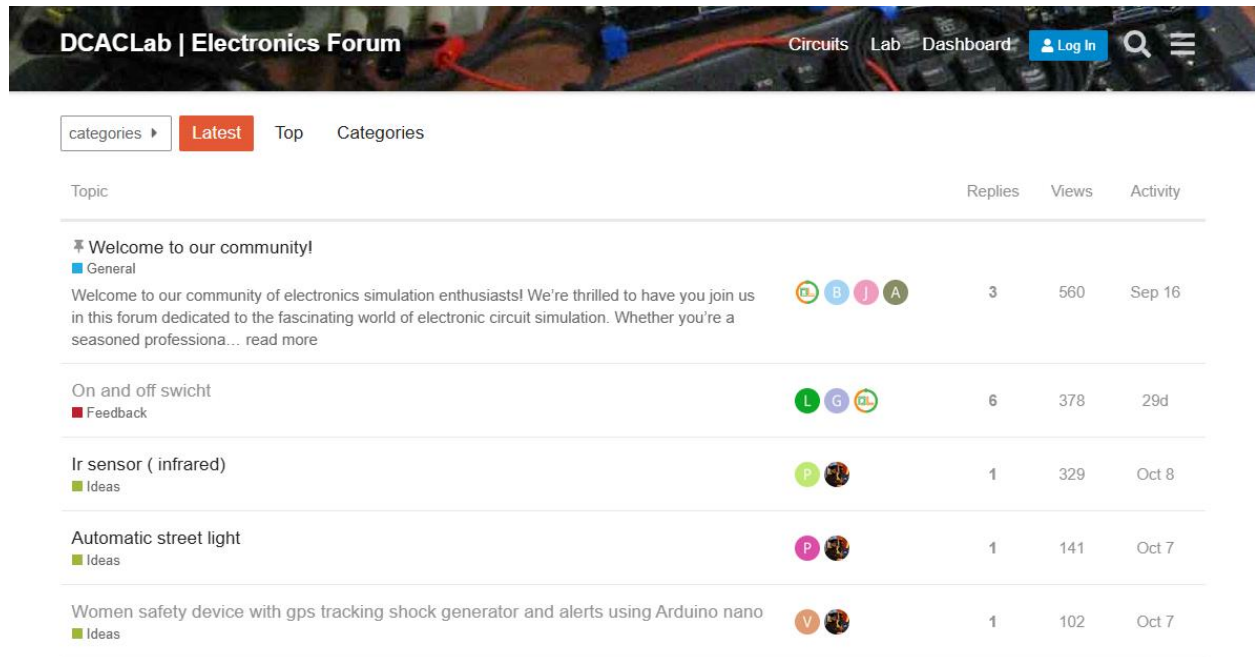 DCACLab | Electronics Forum
Circuits Lab Dashboard Log In
categories Latest Top Categories
Topic Replies Views Activity
Welcome to our community!
General
Welcome to our community of electronics simulation enthusiasts! We're thrilled to have you join us
in this forum dedicated to the fascinating world of electronic circuit simulation. Whether you're a
seasoned professiona... read more
B J A 3 560 Sep 16
On and off swicht
Feedback
L G 6 378 29d
Ir sensor ( infrared)
Ideas
P 1 329 Oct 8
Automatic street light
Ideas
P 1 141 Oct 7
Women safety device with gps tracking shock generator and alerts using Arduino nano
Ideas
V 1 102 Oct 7